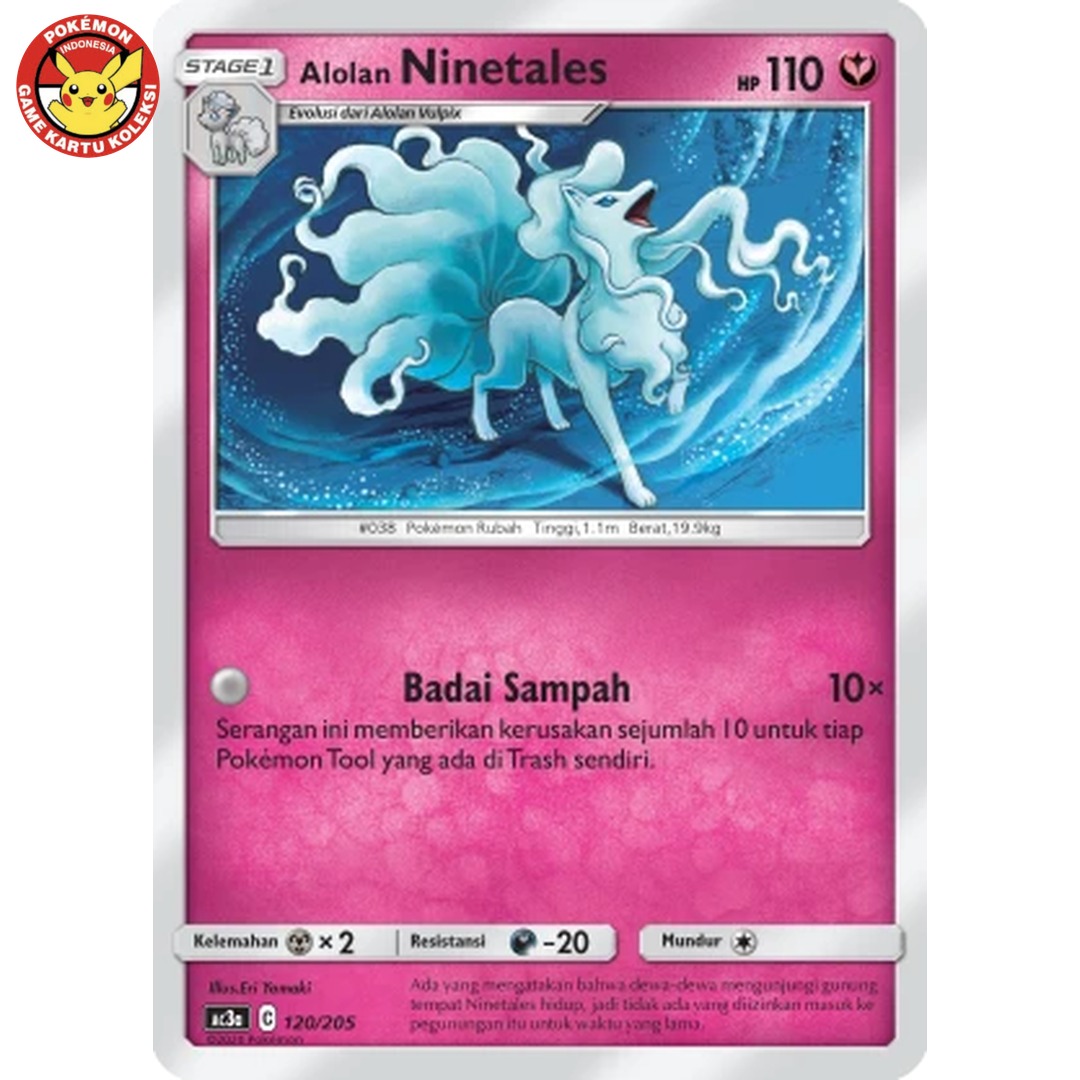 POKÉMON
INDONESIA
GAME KARTU KOLEKSI
STAGE1
Alolan Ninetales
HP 110
Evolusi dari Alolan Vulpix
#038 Pokémon Rubah Tinggi,1.1m Berat,19.9kg
Badai Sampah 10×
Serangan ini memberikan kerusakan sejumlah 10 untuk tiap
Pokémon Tool yang ada di Trash sendiri.
Kelemahan ×2 Resistansi -20 Mundur
Illus.Eri Yamaki
Ada yang mengatakan bahwa dewa-dewa mengunjungi gunung
tempat Ninetales hidup, jadi tidak ada yang diizinkan masuk ke
pegunungan itu untuk waktu yang lama.
C 120/205
Pokémon